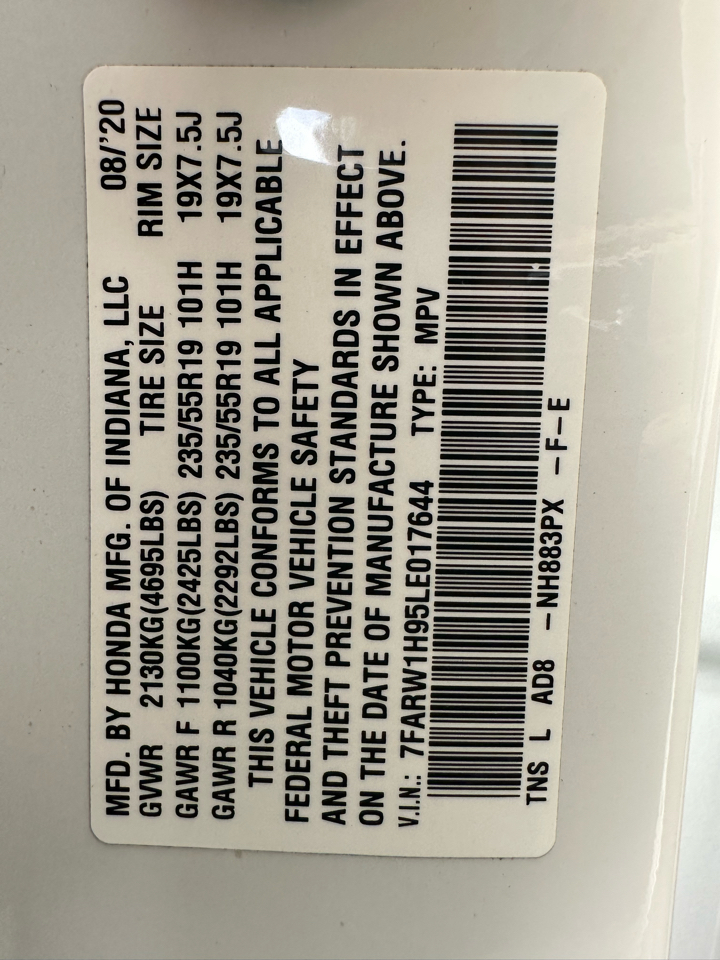 MFD. BY HONDA MFG. OF INDIANA, LLC 08/'20
GVWR 2130KG(4695LBS) TIRE SIZE RIM SIZE
GAWR F 1100KG(2425LBS) 235/55R19 101H 19X7.5J
GAWR R 1040KG(2292LBS) 235/55R19 101H 19X7.5J
THIS VEHICLE CONFORMS TO ALL APPLICABLE
FEDERAL MOTOR VEHICLE SAFETY
AND THEFT PREVENTION STANDARDS IN EFFECT
ON THE DATE OF MANUFACTURE SHOWN ABOVE.
V.I.N.: 7FARW1H95LE017644 TYPE: MPV
TNS L AD8 -NH883PX -F-E